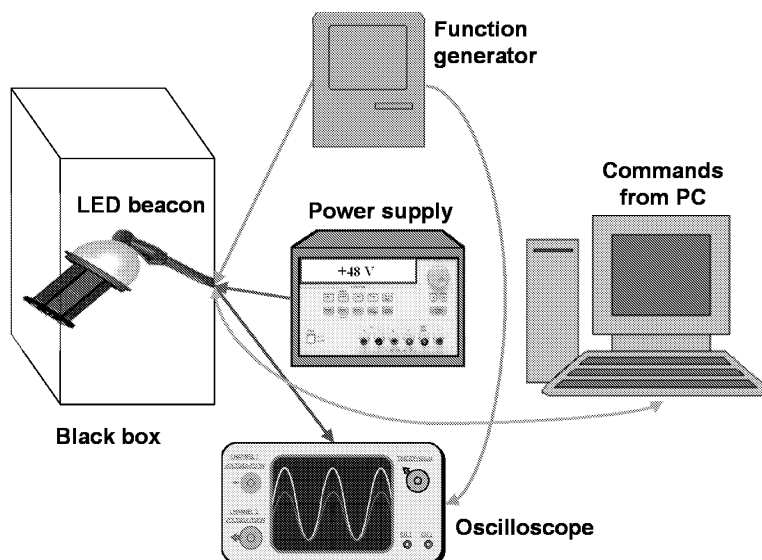 Function
generator
Commands
from PC
LED beacon
Power supply
+48 V
Black box
Oscilloscope